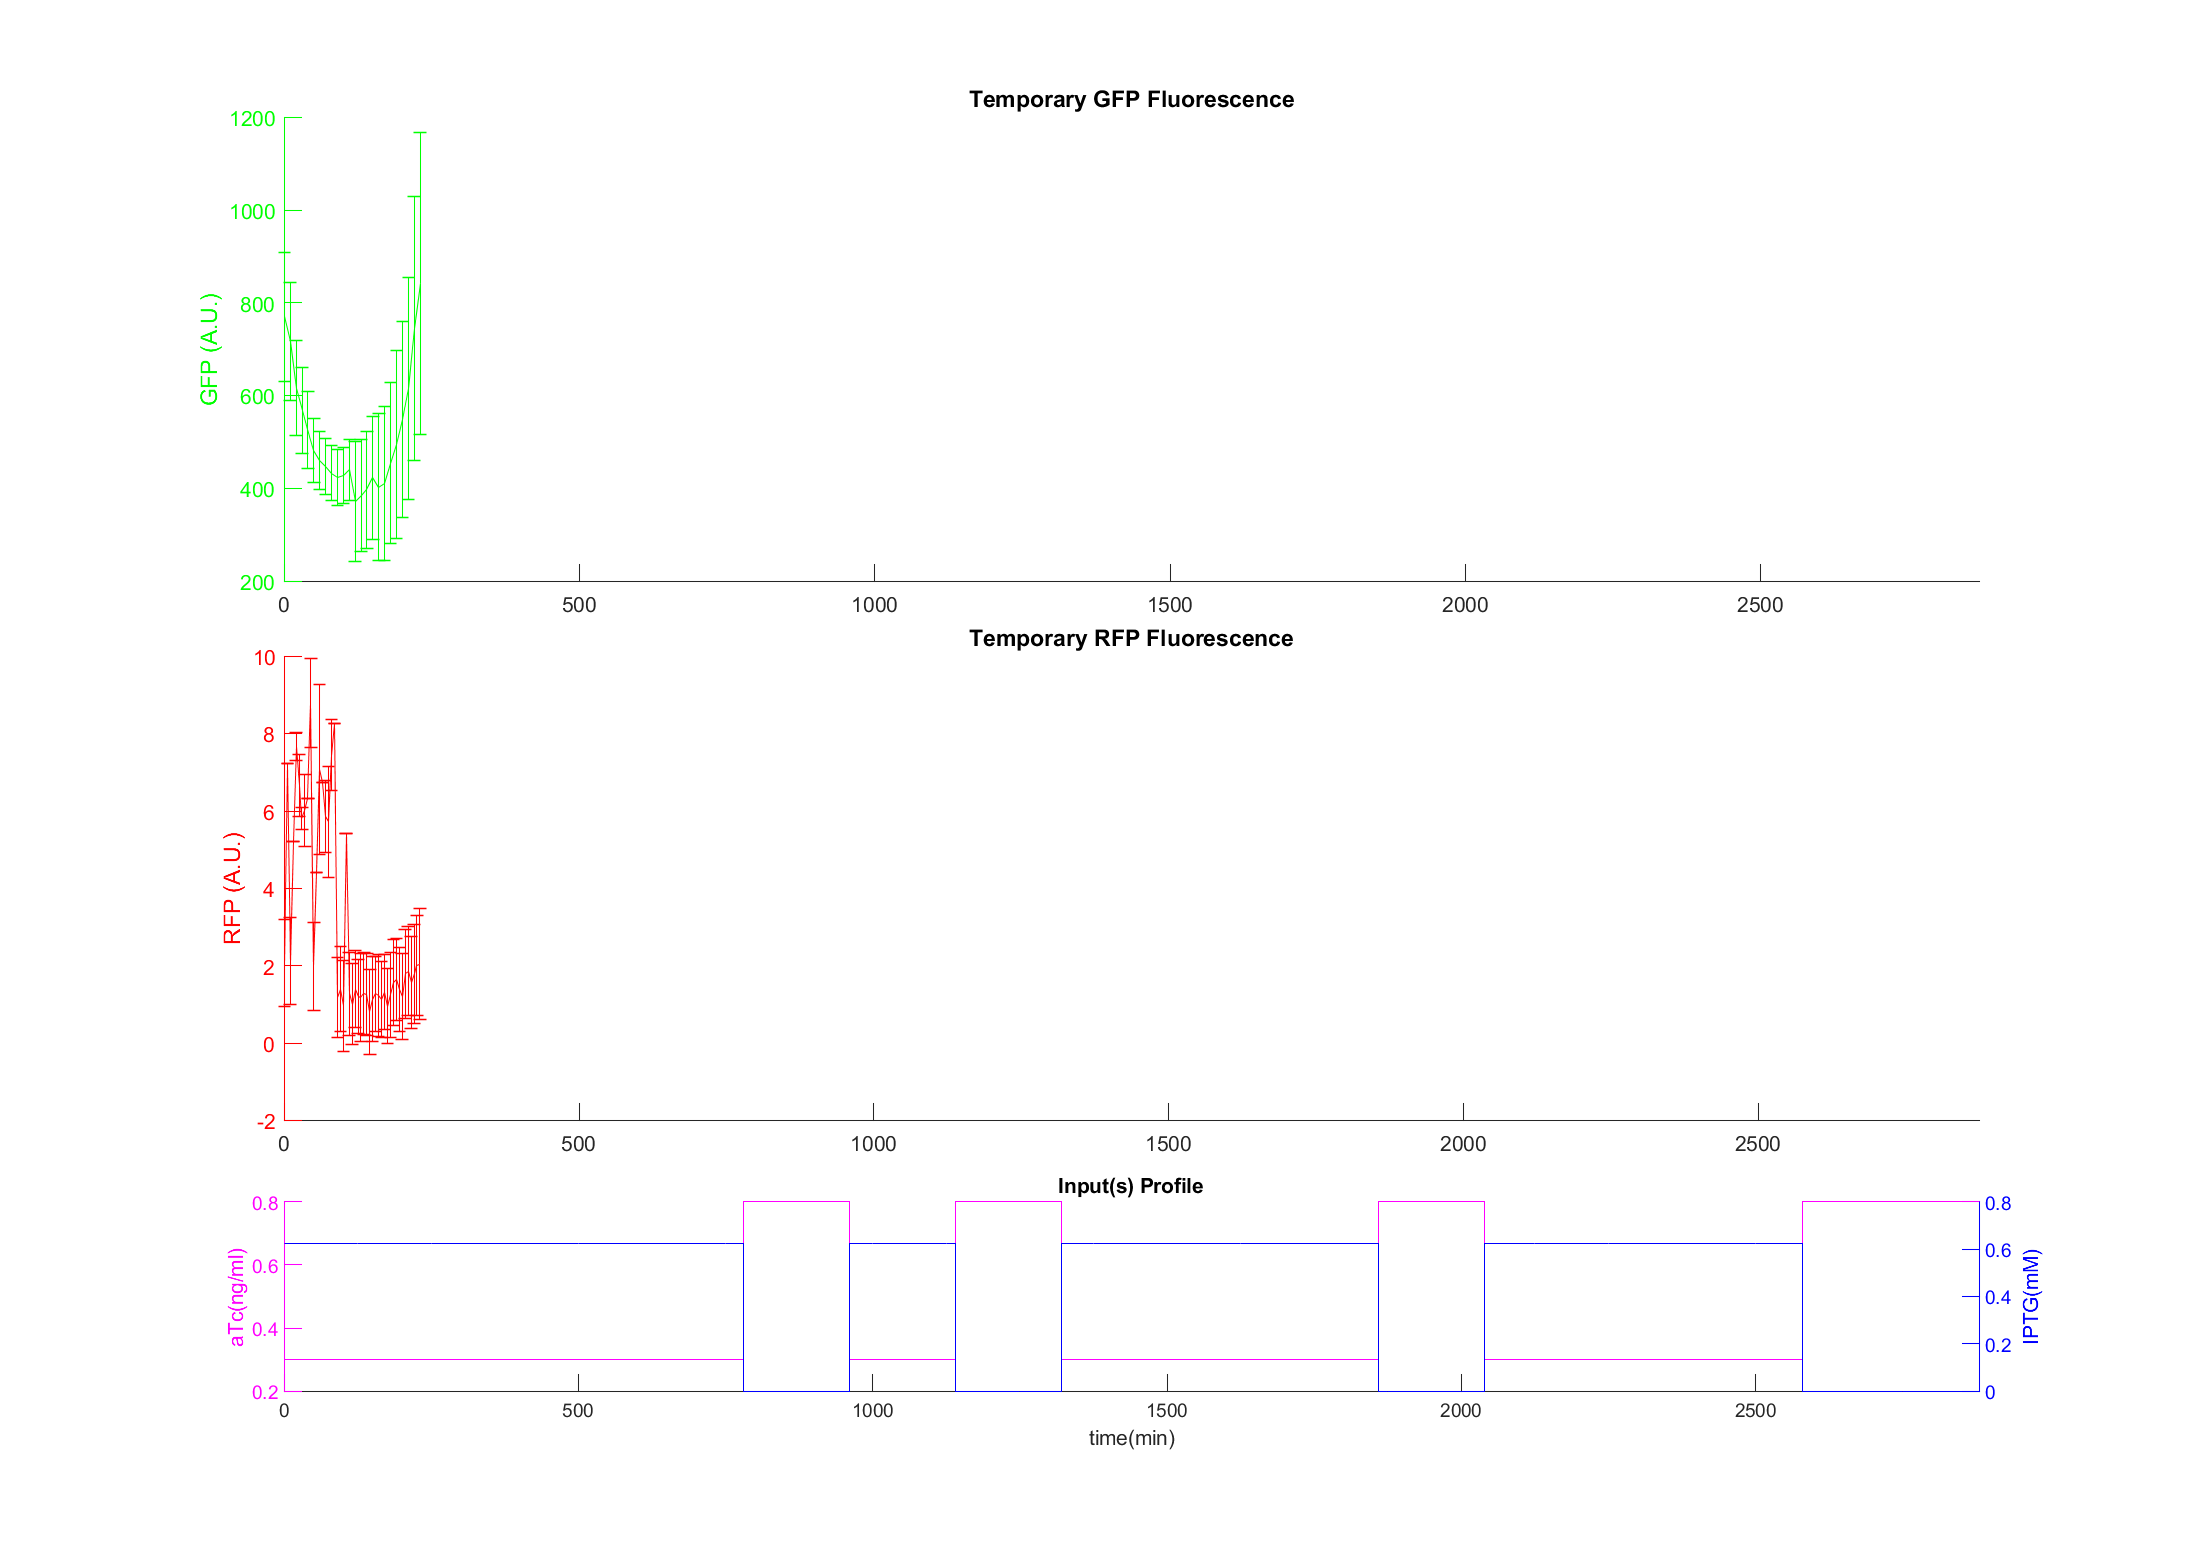 Temporary GFP Fluorescence
1200
1000
800
600
400
200
GFP (A.U.)
0 500 1000 1500 2000 2500
Temporary RFP Fluorescence
10
8
6
4
2
0
-2
RFP (A.U.)
0 500 1000 1500 2000 2500
Input(s) Profile
0.8
0.6
0.4
0.2
aTc(ng/ml)
0.8
0.6
0.4
0.2
0
IPTG(mM)
0 500 1000 1500 2000 2500
time(min)